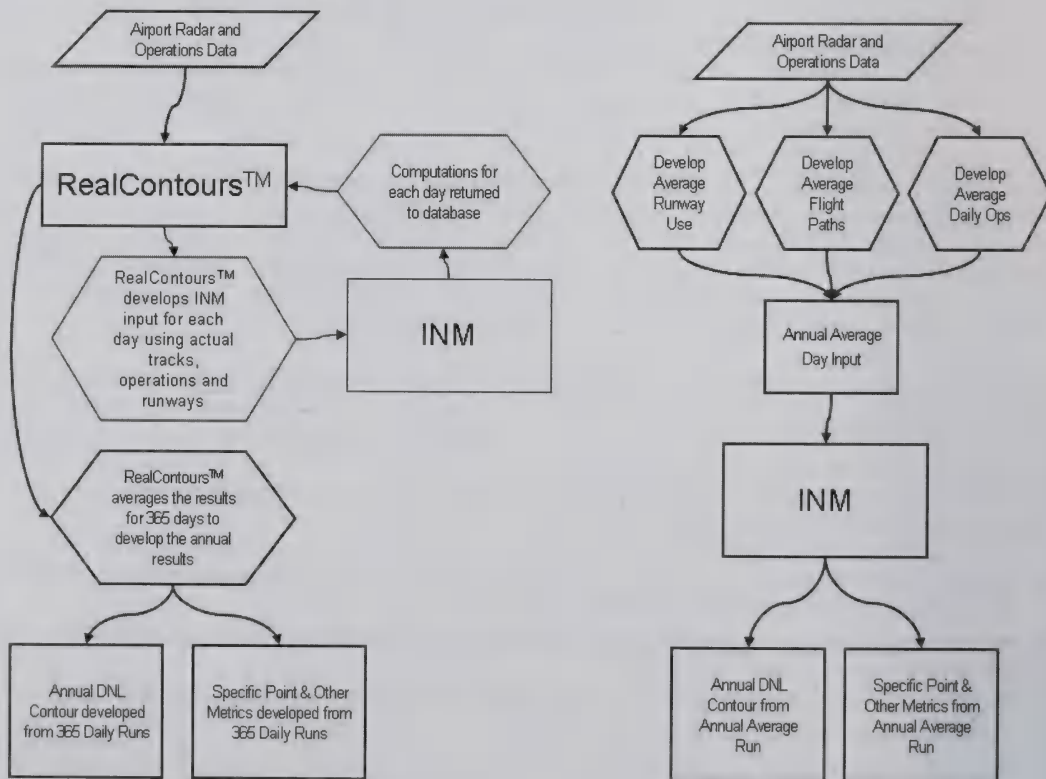 Airport Radar and
Operations Data
RealContours™
Computations for
each day returned
to database
RealContours™
develops INM
input for each
day using actual
tracks,
operations and
runways
INM
RealContours™
averages the results
for 365 days to
develop the annual
results
Annual DNL
Contour developed
from 365 Daily Runs
Specific Point & Other
Metrics developed from
365 Daily Runs
Airport Radar and
Operations Data
Develop
Average
Runway
Use
Develop
Average
Flight
Paths
Develop
Average
Daily Ops
Annual Average
Day Input
INM
Annual DNL
Contour from
Annual Average
Run
Specific Point &
Other Metrics from
Annual Average
Run